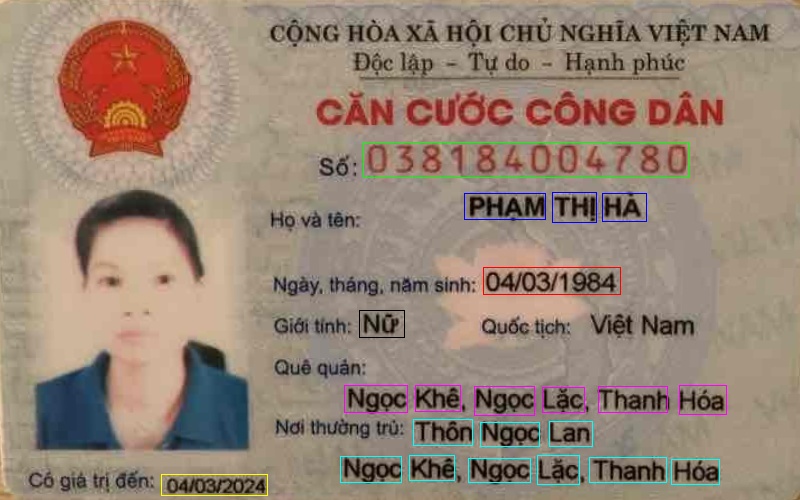 CỘNG HÒA XÃ HỘI CHỦ NGHĨA VIỆT NAM
Độc lập - Tự do - Hạnh phúc
CĂN CƯỚC CÔNG DÂN
Số: 038184004780
Họ và tên: PHẠM THỊ HÀ
Ngày, tháng, năm sinh: 04/03/1984
Giới tính: Nữ Quốc tịch: Việt Nam
Quê quán:
Ngọc Khê, Ngọc Lặc, Thanh Hóa
Nơi thường trú: Thôn Ngọc Lan
Ngọc Khê, Ngọc Lặc, Thanh Hóa
Có giá trị đến: 04/03/2024